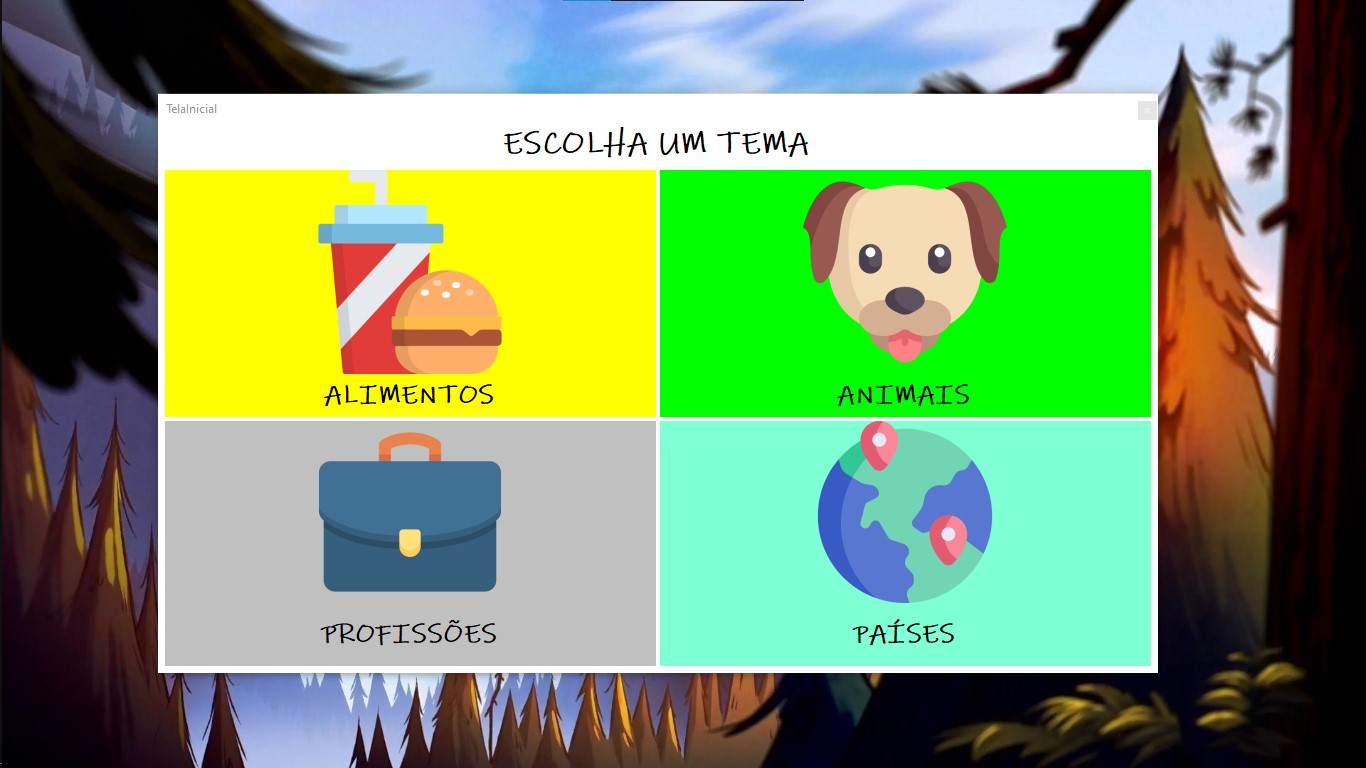 TelaInicial
ESCOLHA UM TEMA
ALIMENTOS
ANIMAIS
PROFISSÕES
PAÍSES